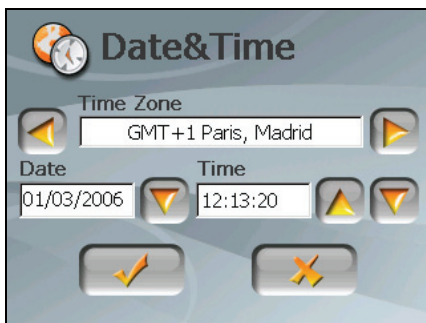 Date&Time
Time Zone
GMT+1 Paris, Madrid
Date Time
01/03/2006 12:13:20